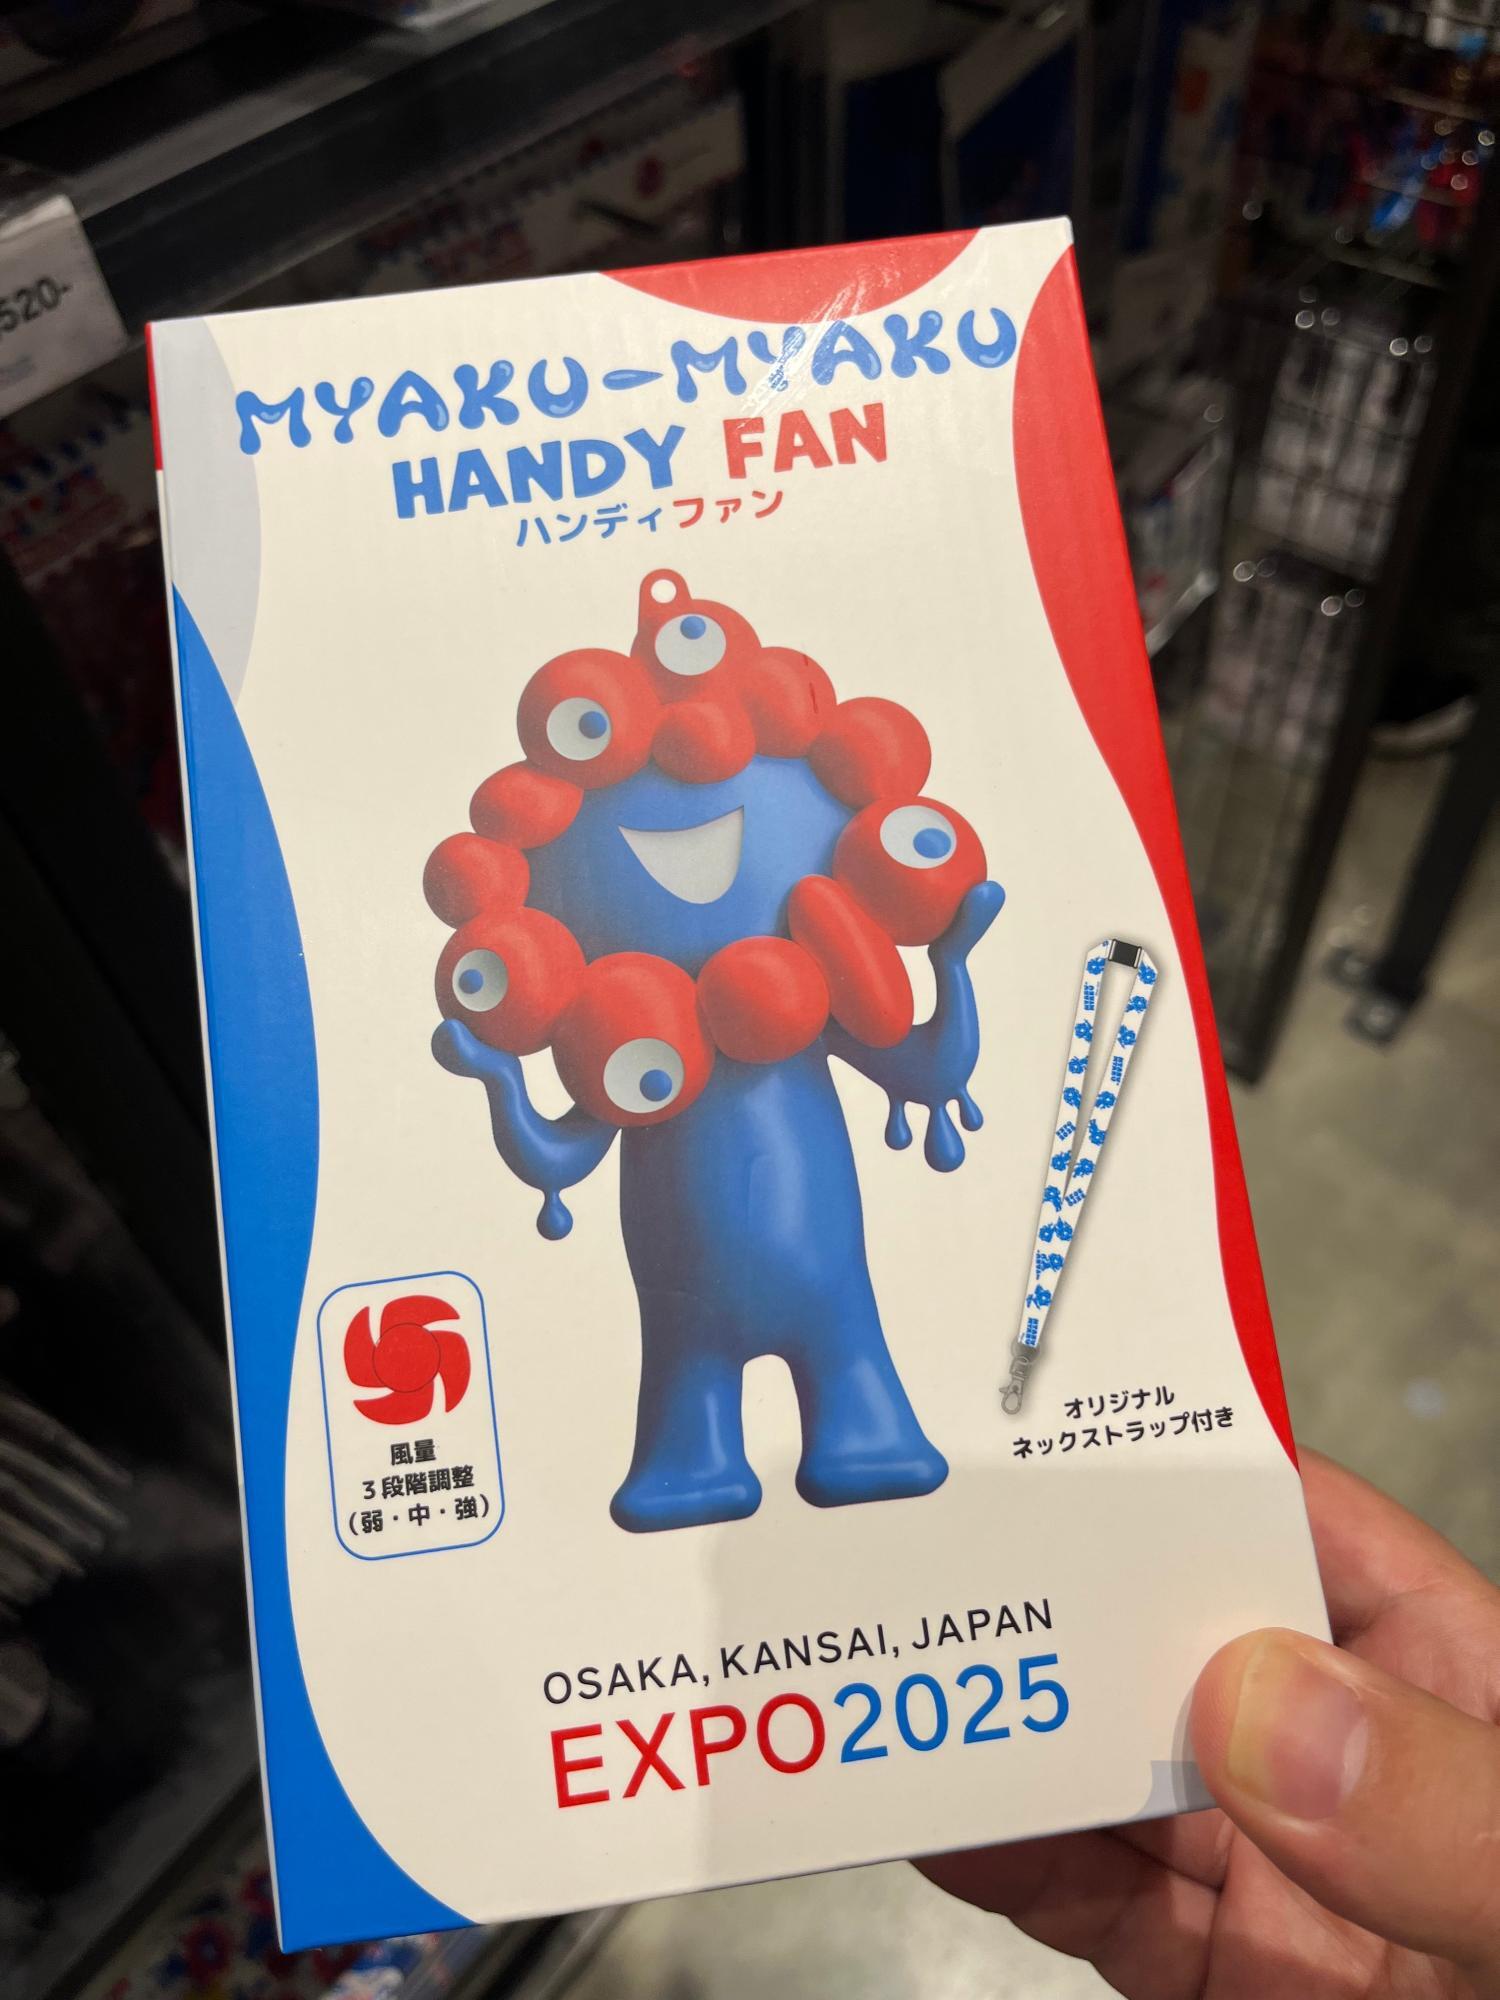 520-
MYAKU-MYAKU
HANDY FAN
ハンディファン
風量
3段階調整
(弱・中・強)
オリジナル
ネックストラップ付き
OSAKA, KANSAI, JAPAN
EXPO2025